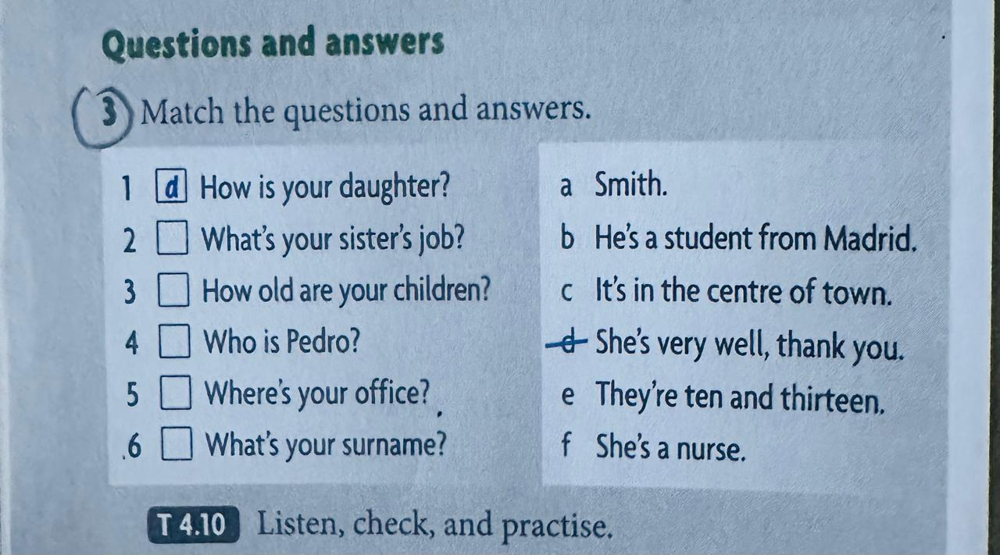 Questions and answers
3 Match the questions and answers.
1 d How is your daughter?
2 What's your sister's job?
3 How old are your children?
4 Who is Pedro?
5 Where's your office?
6 What's your surname?
a Smith.
b He's a student from Madrid.
c It's in the centre of town.
d She's very well, thank you.
e They're ten and thirteen.
f She's a nurse.
T 4.10 Listen, check, and practise.